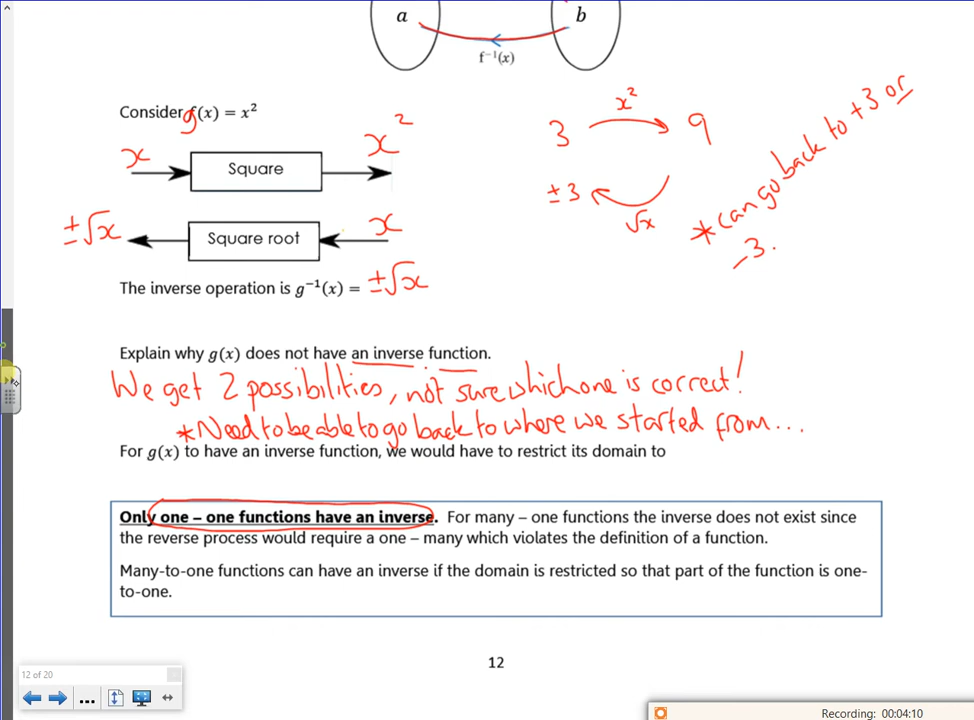 a
b
f⁻¹(x)
Consider g(x) = x²
x
Square
x²
3
x²
9
±3
√x
*can go back to +3 or
-3.
±√x
Square root
x
The inverse operation is g⁻¹(x) = ±√x
Explain why g(x) does not have an inverse function.
We get 2 possibilities, not sure which one is correct!
*Need to be able to go back to where we started from...
For g(x) to have an inverse function, we would have to restrict its domain to
Only one – one functions have an inverse. For many – one functions the inverse does not exist since
the reverse process would require a one – many which violates the definition of a function.
Many-to-one functions can have an inverse if the domain is restricted so that part of the function is one-
to-one.
12
12 of 20
...
Recording: 00:04:10